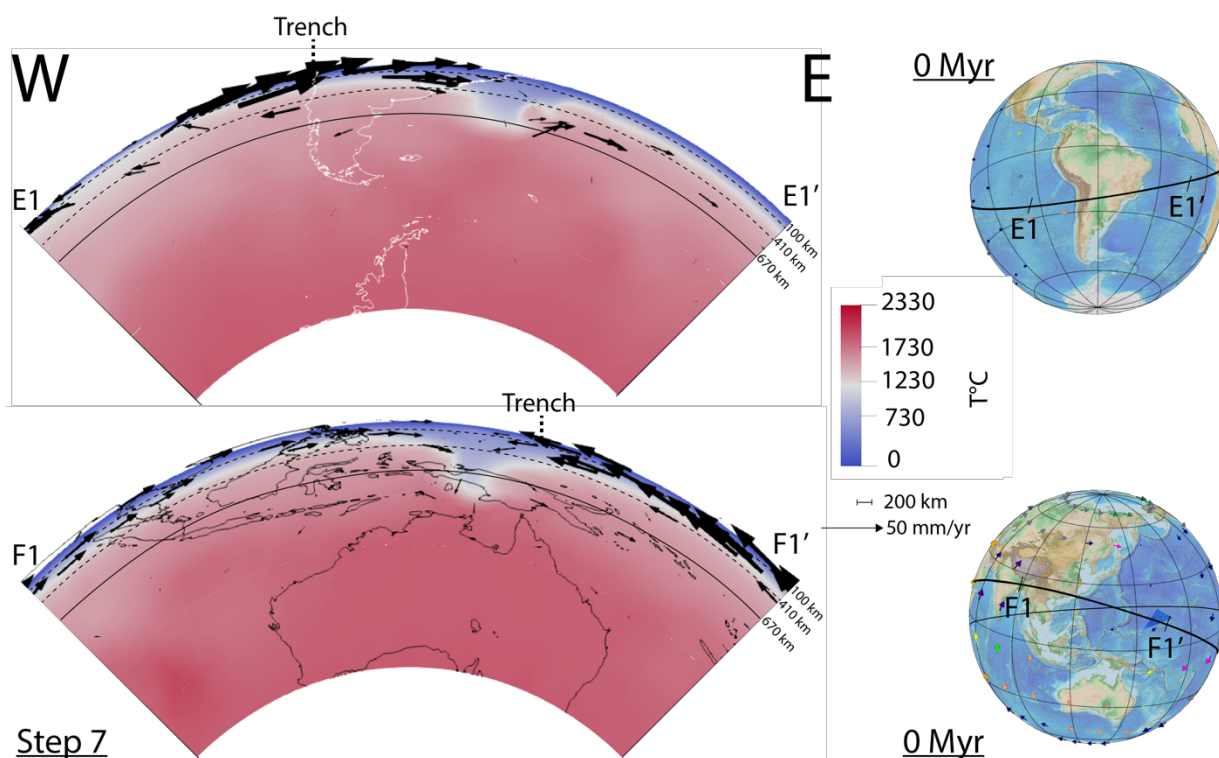 Trench
W
E
0 Myr
E1
E1’
100 km
410 km
670 km
E1
E1’
2330
1730
1230
730
0
T°C
Trench
200 km
50 mm/yr
F1
F1’
100 km
410 km
670 km
F1
F1’
Step 7
0 Myr